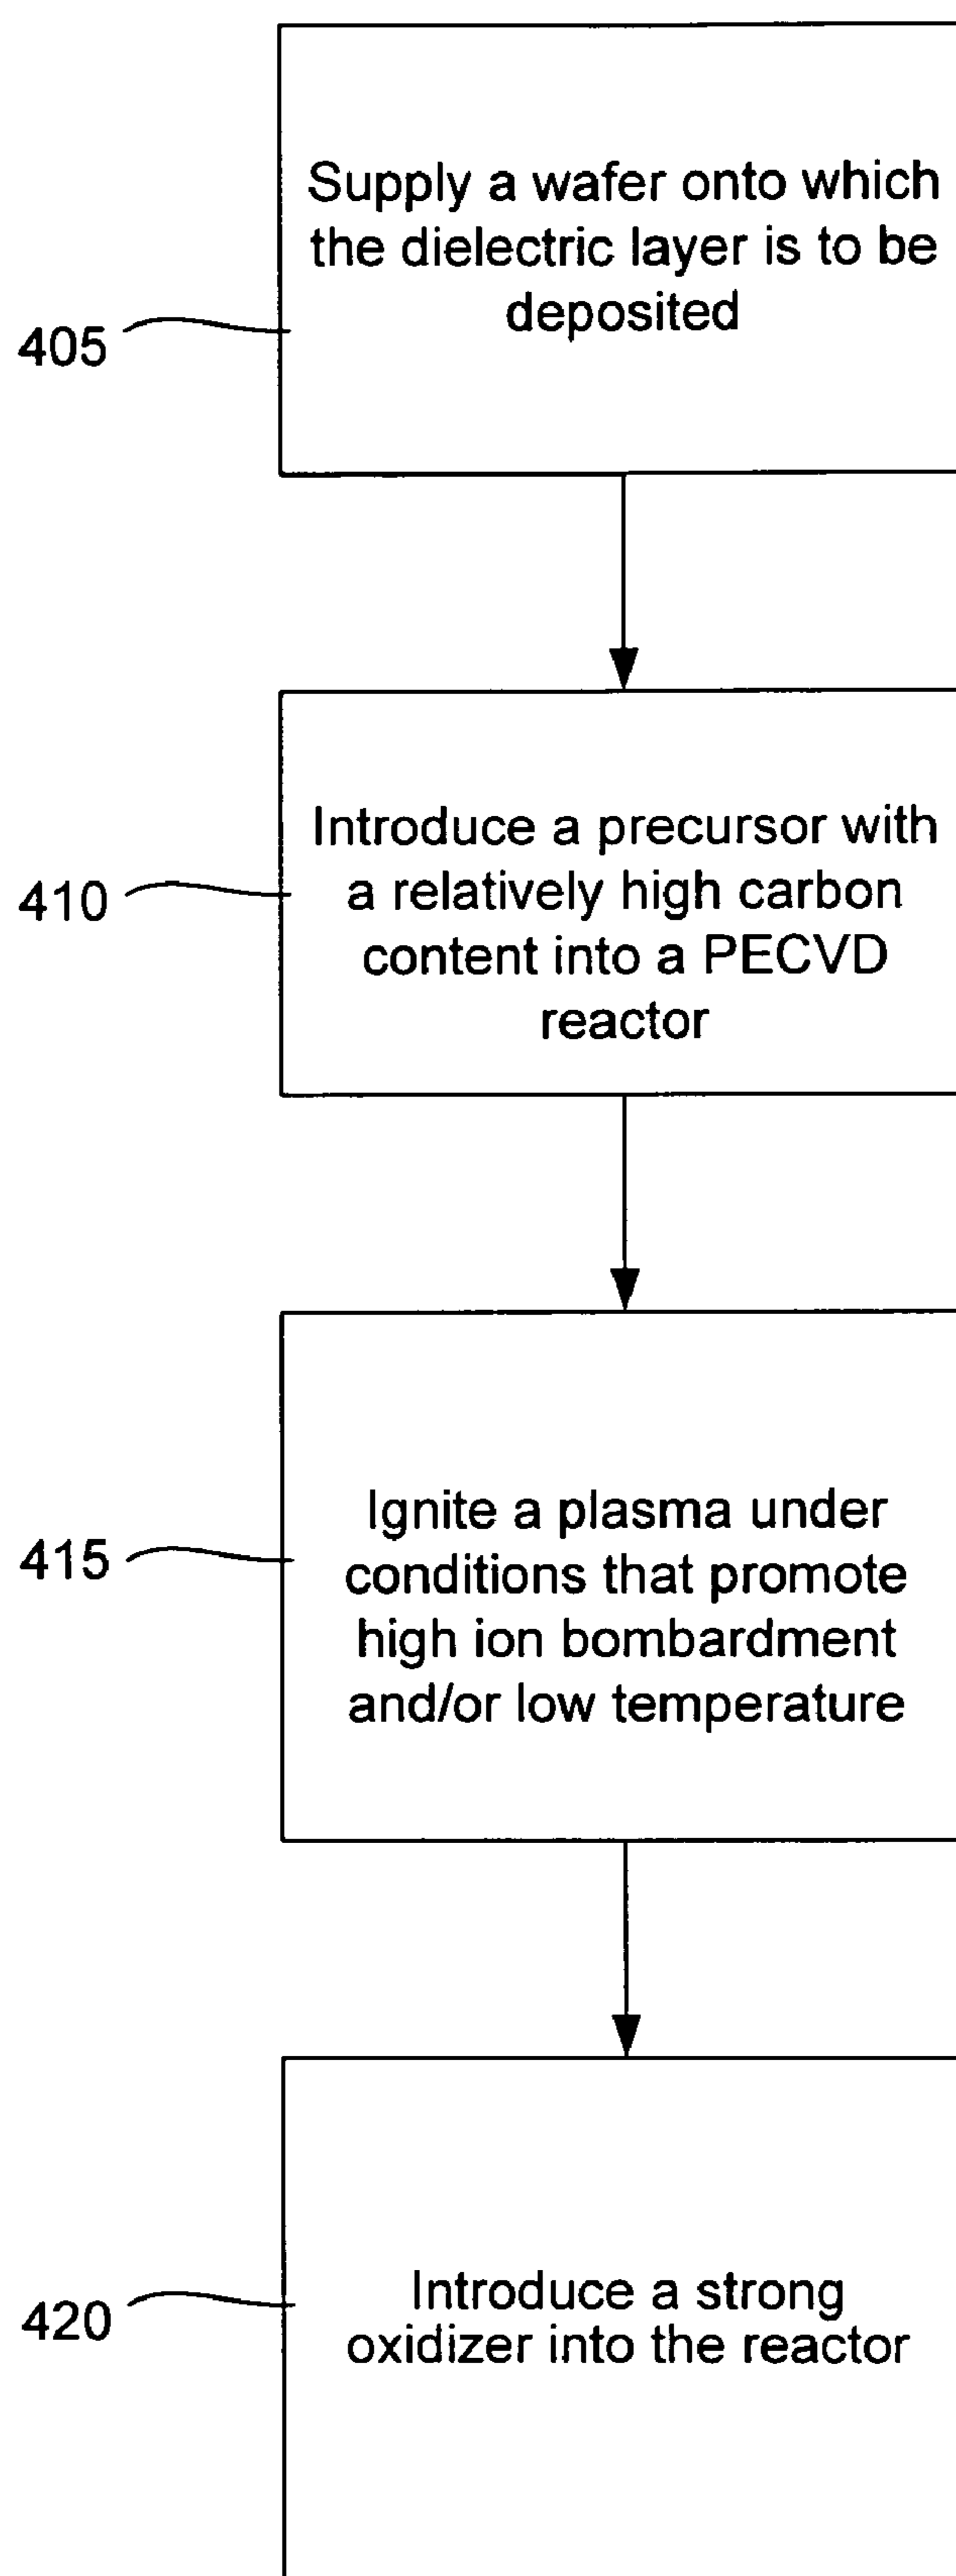 Supply a wafer onto which
the dielectric layer is to be
deposited
405
Introduce a precursor with
a relatively high carbon
content into a PECVD
reactor
410
Ignite a plasma under
conditions that promote
high ion bombardment
and/or low temperature
415
Introduce a strong
oxidizer into the reactor
420